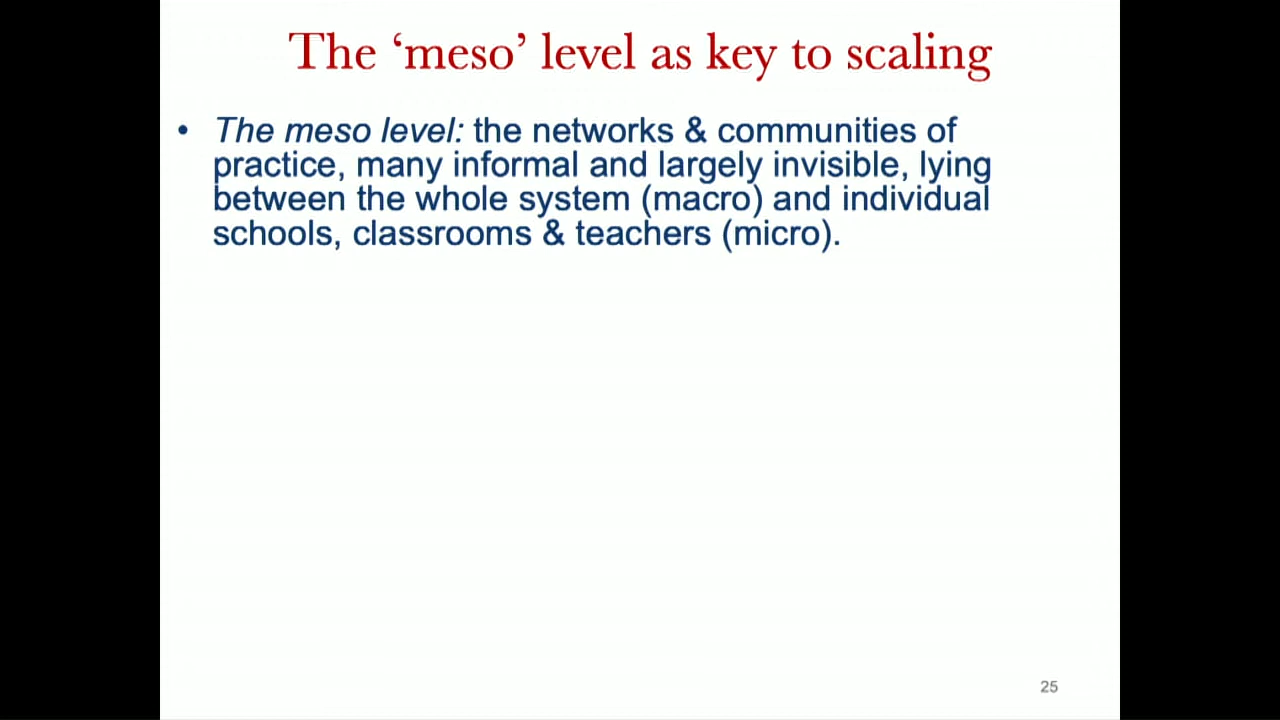 The ‘meso’ level as key to scaling
• The meso level: the networks & communities of
practice, many informal and largely invisible, lying
between the whole system (macro) and individual
schools, classrooms & teachers (micro).
25